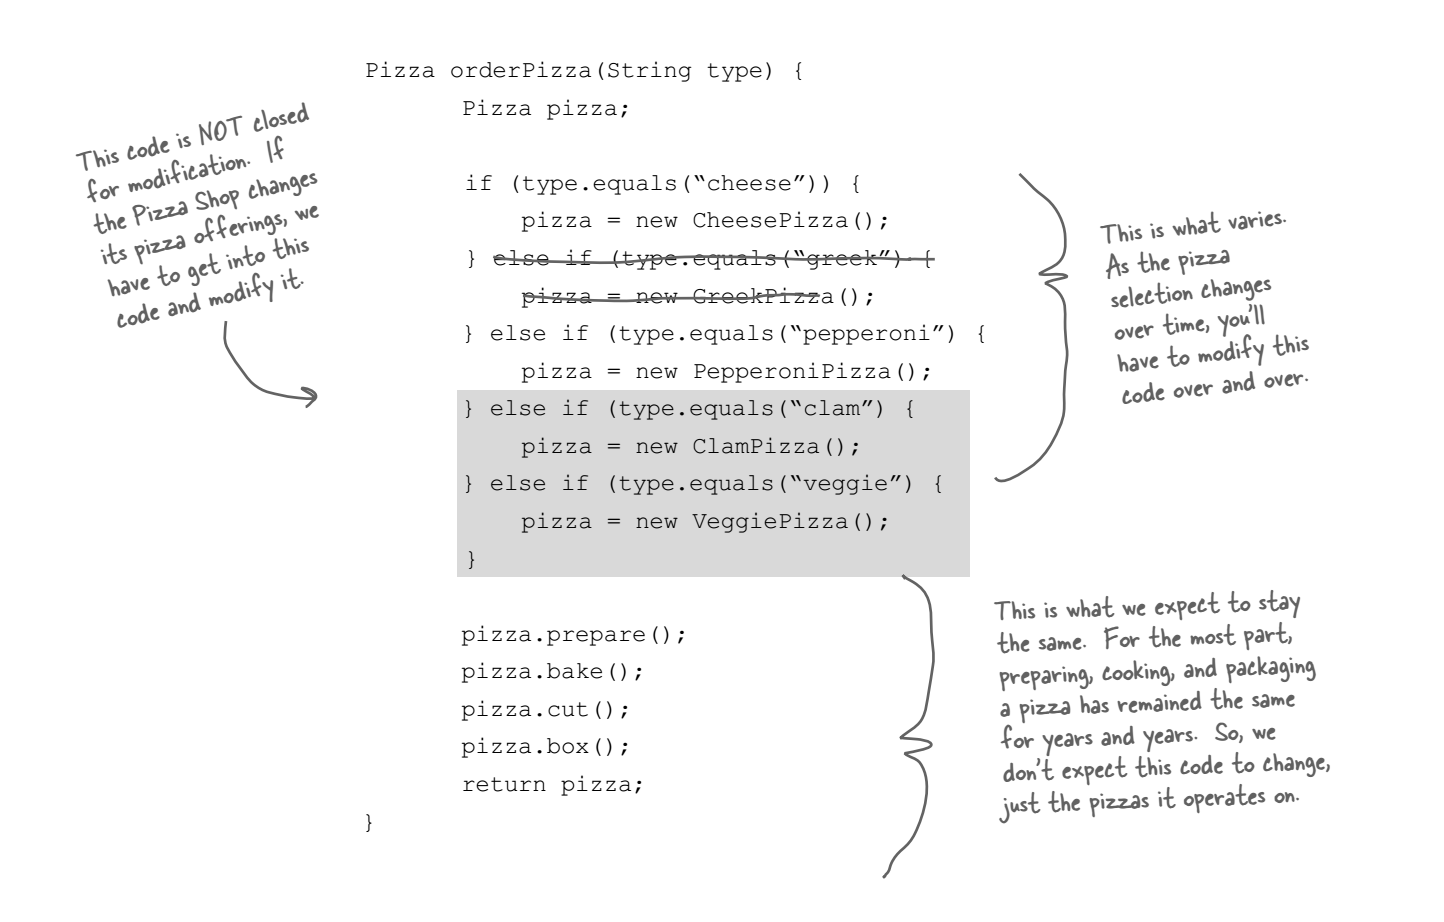 Pizza orderPizza(String type) {
Pizza pizza;
This code is NOT closed
for modification. If
the Pizza Shop changes
its pizza offerings, we
have to get into this
code and modify it.
if (type.equals(“cheese”)) {
pizza = new CheesePizza();
} else if (type.equals(“greek”) {
pizza = new GreekPizza();
} else if (type.equals(“pepperoni”) {
pizza = new PepperoniPizza();
} else if (type.equals(“clam”) {
pizza = new ClamPizza();
} else if (type.equals(“veggie”) {
pizza = new VeggiePizza();
}
This is what varies.
As the pizza
selection changes
over time, you'll
have to modify this
code over and over.
pizza.prepare();
pizza.bake();
pizza.cut();
pizza.box();
return pizza;
}
This is what we expect to stay
the same. For the most part,
preparing, cooking, and packaging
a pizza has remained the same
for years and years. So, we
don't expect this code to change,
just the pizzas it operates on.